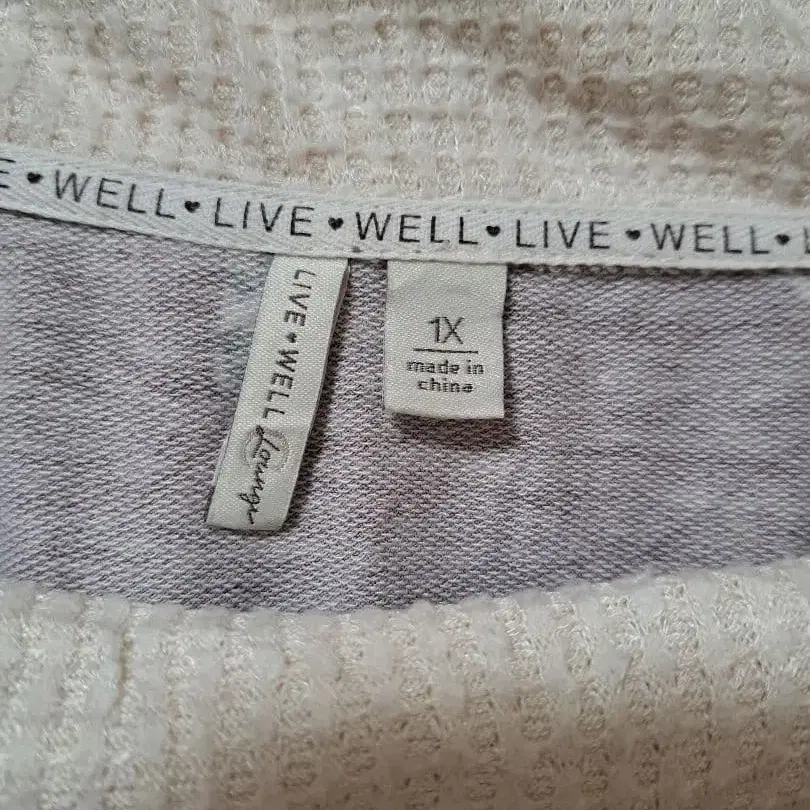 E • WELL ♥ LIVE ♥ WELL ♥ LIVE ♥ WELL • L
LIVE ♥ WELL Lounge
1X
made in
china